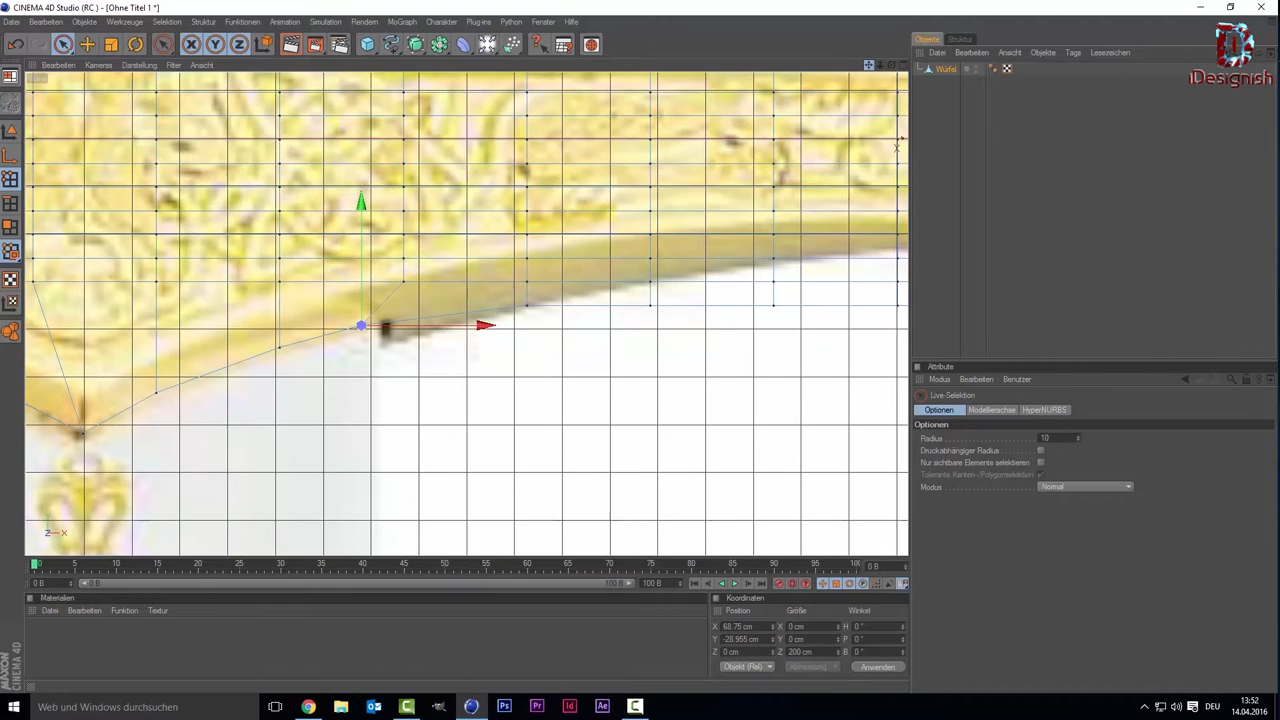 CINEMA 4D Studio (RC ) - [Ohne Titel 1 *]
Datei Bearbeiten Objekte Werkzeuge Selektion Struktur Funktionen Animation Simulation Rendern MoGraph Charakter Plug-ins Python Fenster Hilfe
Objekte Struktur
Datei Bearbeiten Ansicht Objekte Tags Lesezeichen
Bearbeiten Kameras Darstellung Filter Ansicht
Würfel
iDesignish
Attribute
Modus Bearbeiten Benutzer
Live-Selektion
Optionen Modellierachse HyperNURBS
Optionen
Radius 10
Druckabhängiger Radius
Nur sichtbare Elemente selektieren
Tolerante Kanten-/Polygonselektion
Modus Normal
Z X
0 5 10 15 20 25 30 35 40 45 50 55 60 65 70 75 80 85 90 95 100 0 B
0 B 0 B 100 B 100 B
Materialien
Datei Bearbeiten Funktion Textur
Koordinaten
Position Größe Winkel
X 68.75 cm X 0 cm H 0 °
Y -28.955 cm Y 0 cm P 0 °
Z 0 cm Z 200 cm B 0 °
Objekt (Rel) Abmessung Anwenden
MAXON CINEMA 4D
Web und Windows durchsuchen
Ps Pr Id Ae
DEU
13:52
14.04.2016